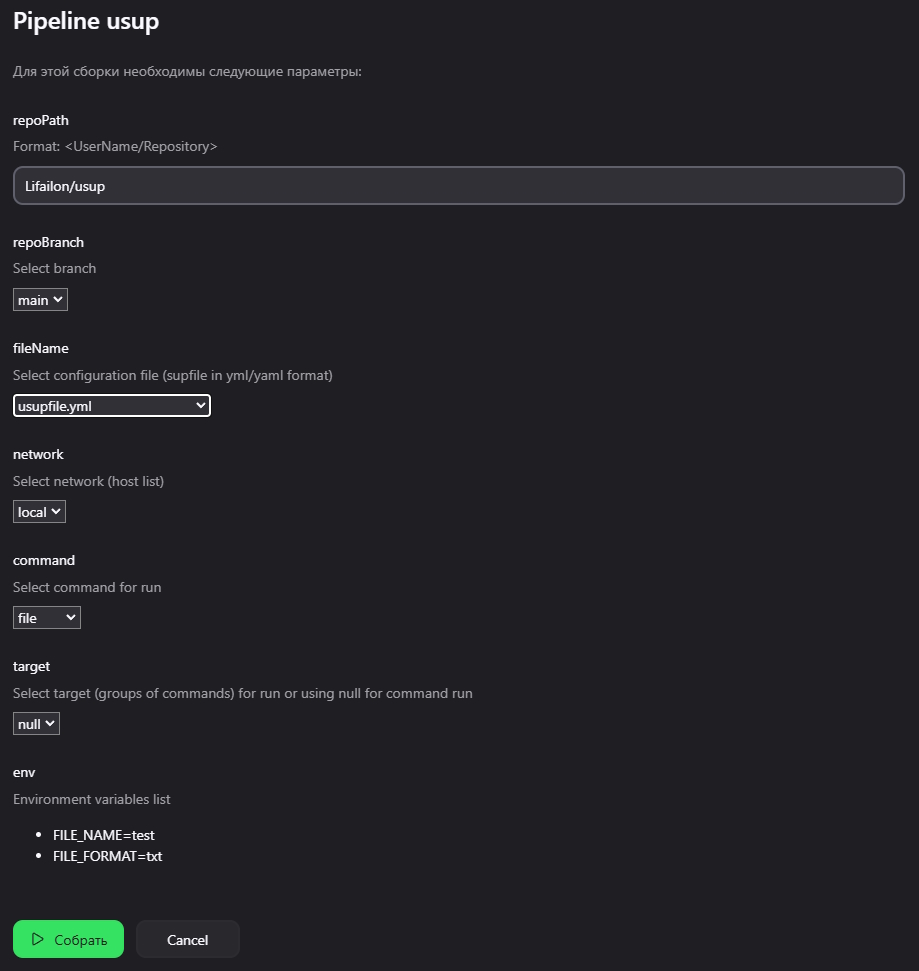 Pipeline usup
Для этой сборки необходимы следующие параметры:
repoPath
Format: <UserName/Repository>
Lifailon/usup
repoBranch
Select branch
main
fileName
Select configuration file (supfile in yml/yaml format)
usupfile.yml
network
Select network (host list)
local
command
Select command for run
file
target
Select target (groups of commands) for run or using null for command run
null
env
Environment variables list
• FILE_NAME=test
• FILE_FORMAT=txt
Собрать Cancel